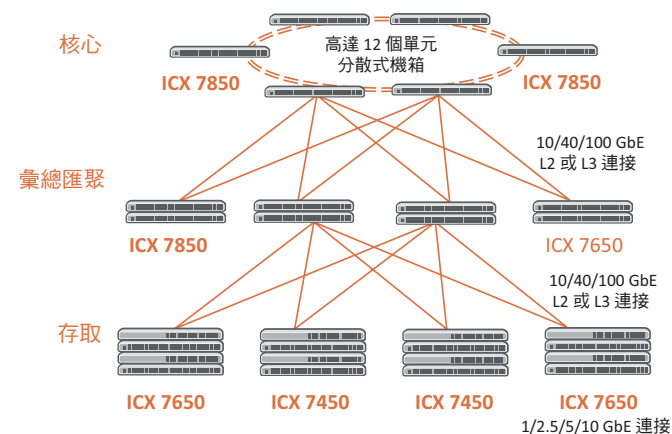 核心
高達 12 個單元
分散式機箱
ICX 7850
ICX 7850
10/40/100 GbE
L2 或 L3 連接
彙總匯聚
ICX 7850
ICX 7650
10/40/100 GbE
L2 或 L3 連接
存取
ICX 7650
ICX 7450
ICX 7450
ICX 7650
1/2.5/5/10 GbE 連接